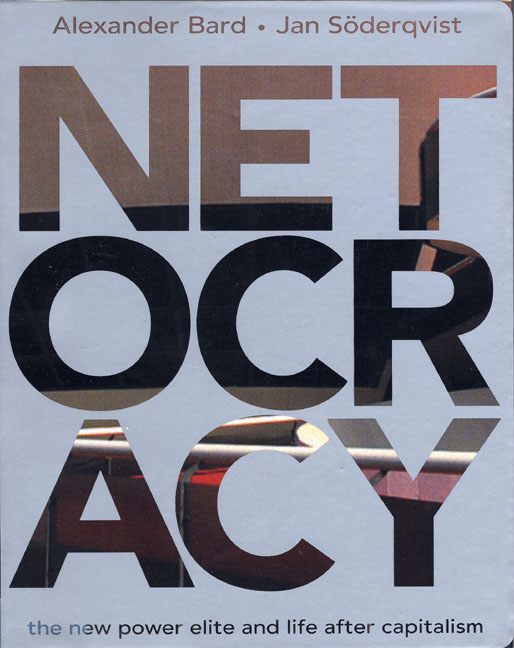 Alexander Bard • Jan Söderqvist
NET
OCR
ACY
the new power elite and life after capitalism